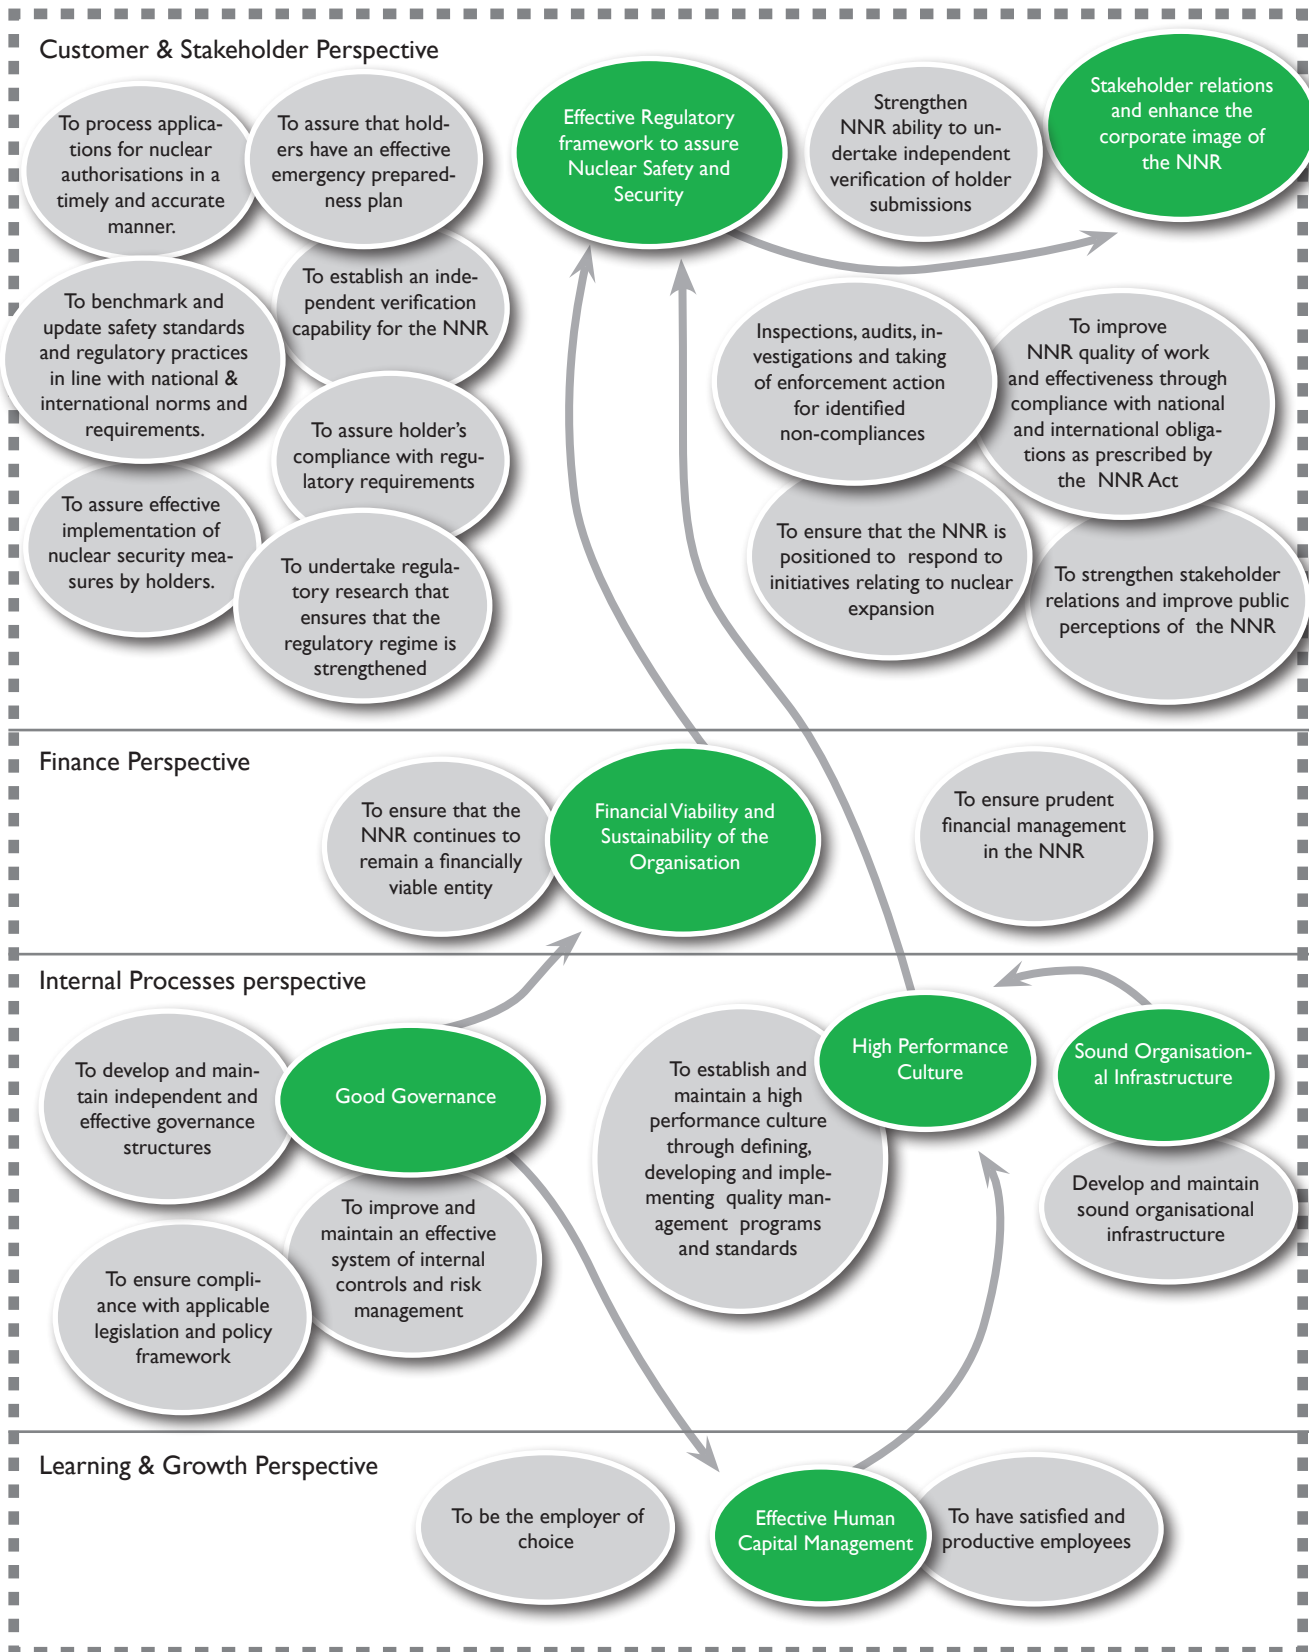 Customer & Stakeholder Perspective
To process applica-
tions for nuclear
authorisations in a
timely and accurate
manner.
To assure that hold-
ers have an effective
emergency prepared-
ness plan
Effective Regulatory
framework to assure
Nuclear Safety and
Security
Strengthen
NNR ability to un-
dertake independent
verification of holder
submissions
Stakeholder relations
and enhance the
corporate image of
the NNR
To benchmark and
update safety standards
and regulatory practices
in line with national &
international norms and
requirements.
To establish an inde-
pendent verification
capability for the NNR
Inspections, audits, in-
vestigations and taking
of enforcement action
for identified
non-compliances
To improve
NNR quality of work
and effectiveness through
compliance with national
and international obliga-
tions as prescribed by
the NNR Act
To assure holder's
compliance with regu-
latory requirements
To assure effective
implementation of
nuclear security mea-
sures by holders.
To undertake regula-
tory research that
ensures that the
regulatory regime is
strengthened
To ensure that the NNR is
positioned to respond to
initiatives relating to nuclear
expansion
To strengthen stakeholder
relations and improve public
perceptions of the NNR
Finance Perspective
To ensure that the
NNR continues to
remain a financially
viable entity
Financial Viability and
Sustainability of the
Organisation
To ensure prudent
financial management
in the NNR
Internal Processes perspective
To develop and main-
tain independent and
effective governance
structures
Good Governance
To establish and
maintain a high
performance culture
through defining,
developing and imple-
menting quality man-
agement programs
and standards
High Performance
Culture
Sound Organisation-
al Infrastructure
To improve and
maintain an effective
system of internal
controls and risk
management
Develop and maintain
sound organisational
infrastructure
To ensure compli-
ance with applicable
legislation and policy
framework
Learning & Growth Perspective
To be the employer of
choice
Effective Human
Capital Management
To have satisfied and
productive employees